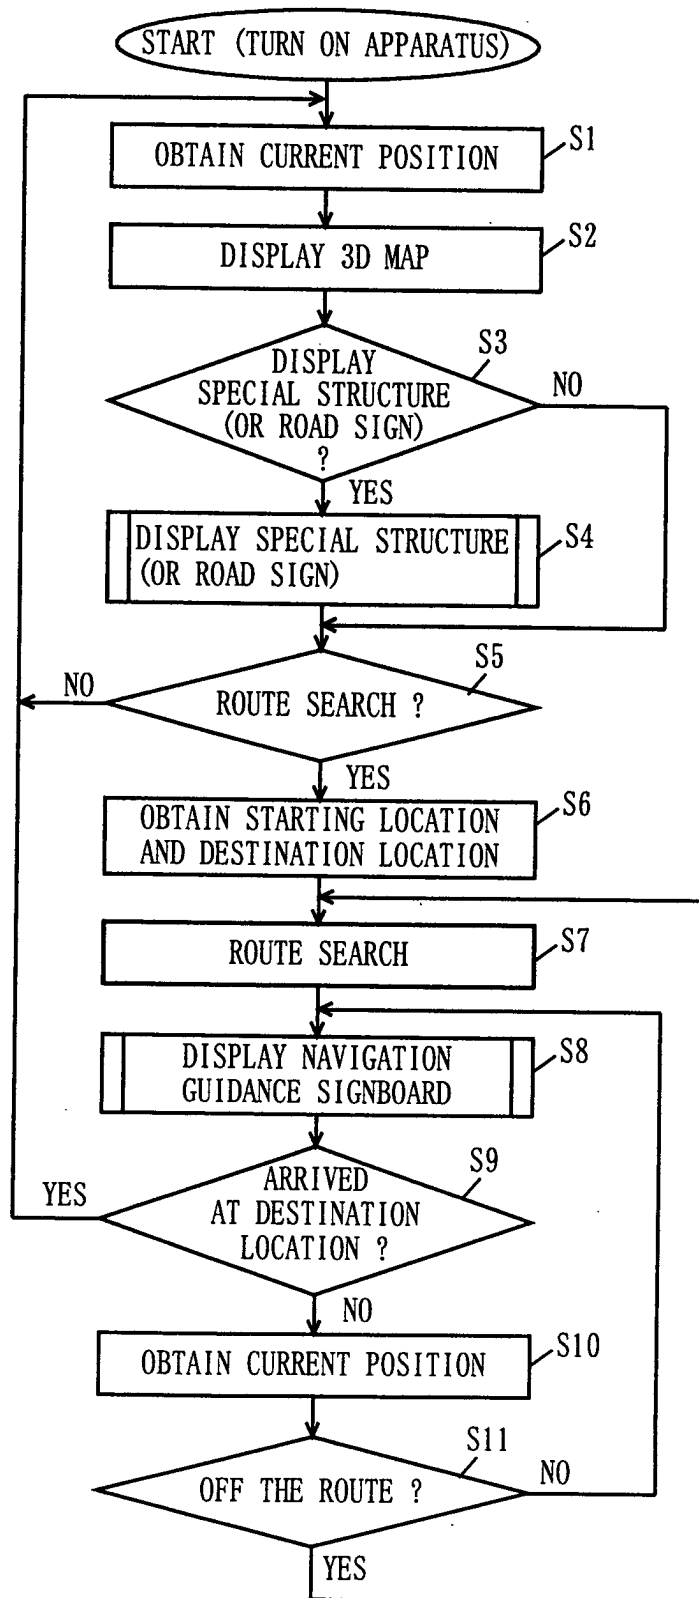 START (TURN ON APPARATUS)
OBTAIN CURRENT POSITION
S1
DISPLAY 3D MAP
S2
DISPLAY
SPECIAL STRUCTURE
(OR ROAD SIGN)
?
S3
NO
YES
DISPLAY SPECIAL STRUCTURE
(OR ROAD SIGN)
S4
ROUTE SEARCH ?
S5
NO
YES
OBTAIN STARTING LOCATION
AND DESTINATION LOCATION
S6
ROUTE SEARCH
S7
DISPLAY NAVIGATION
GUIDANCE SIGNBOARD
S8
ARRIVED
AT DESTINATION
LOCATION ?
S9
YES
NO
OBTAIN CURRENT POSITION
S10
OFF THE ROUTE ?
S11
NO
YES